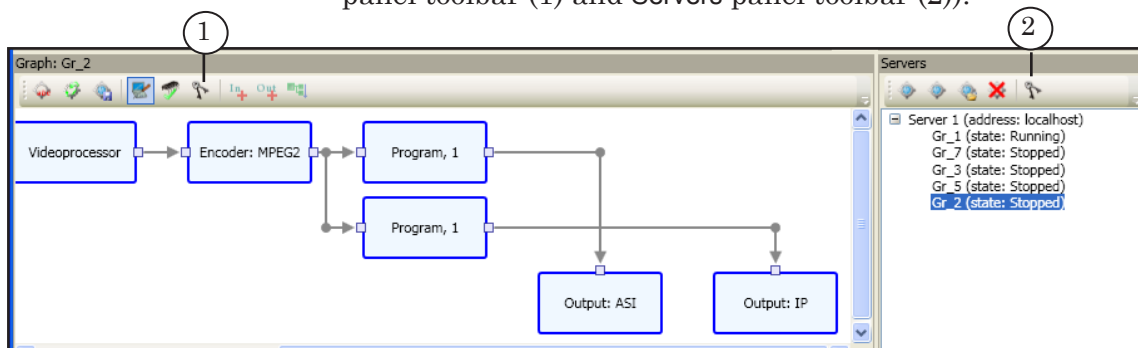 panel toolbar (1) and Servers panel toolbar (2)).
1
2
Graph: Gr_2
Servers
In
Out
Videoprocessor
Encoder: MPEG2
Program, 1
Program, 1
Output: ASI
Output: IP
Server 1 (address: localhost)
Gr_1 (state: Running)
Gr_7 (state: Stopped)
Gr_3 (state: Stopped)
Gr_5 (state: Stopped)
Gr_2 (state: Stopped)